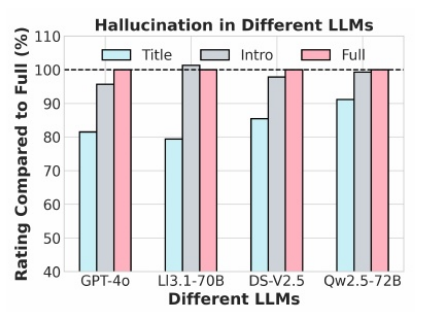 Hallucination in Different LLMs
Rating Compared to Full (%)
110
100
90
80
70
60
50
40
Title Intro Full
GPT-4o Ll3.1-70B DS-V2.5 Qw2.5-72B
Different LLMs